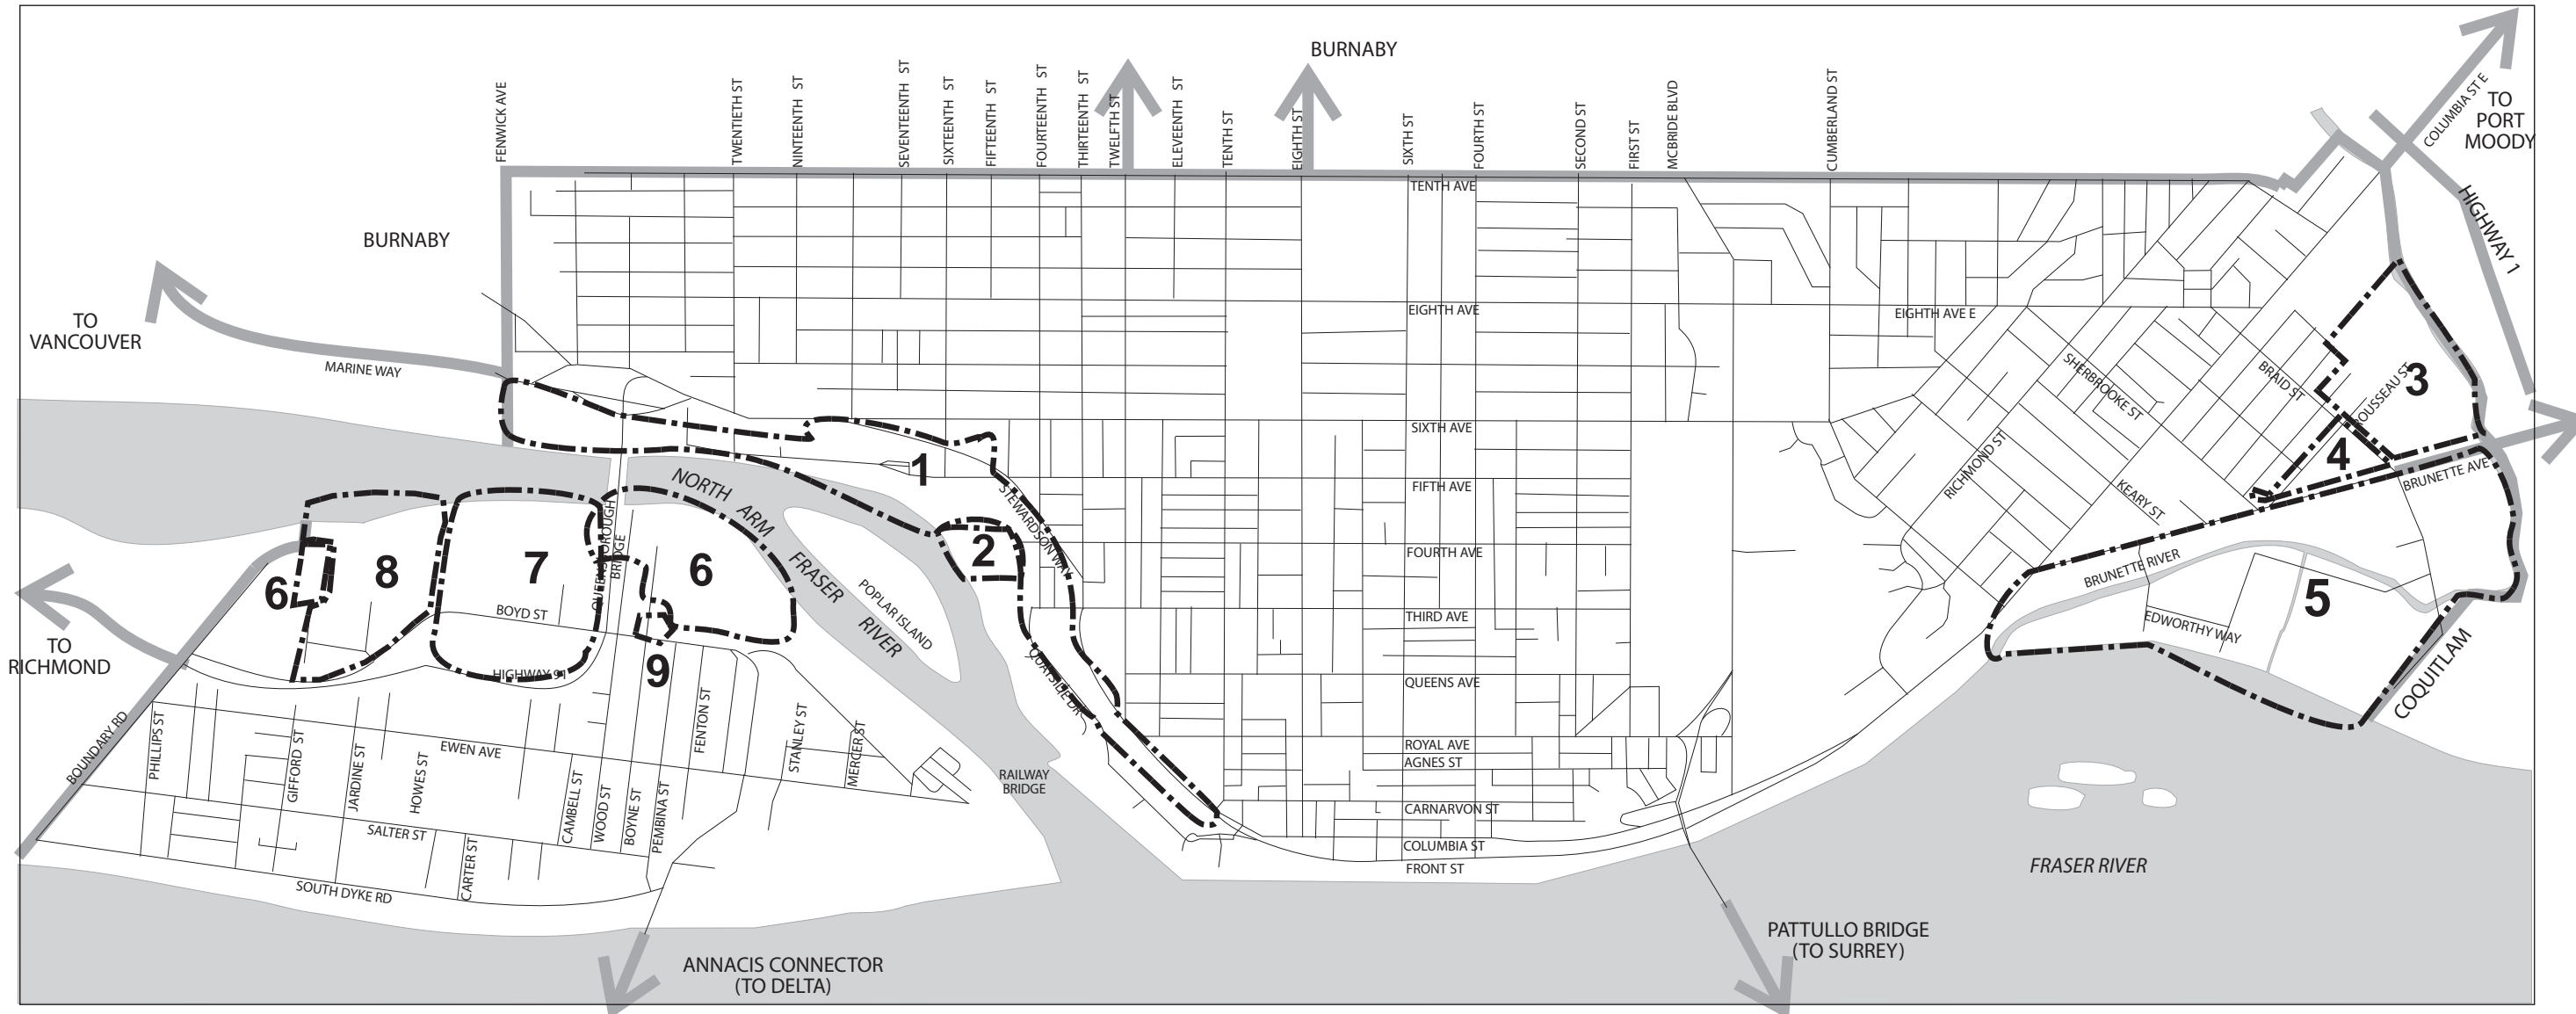 BURNABY
FENWICK AVE
TWENTIETH ST
NINETEENTH ST
SEVENTEENTH ST
SIXTEENTH ST
FIFTEENTH ST
FOURTEENTH ST
THIRTEENTH ST
TWELFTH ST
ELEVENTH ST
TENTH ST
EIGHTH ST
SIXTH ST
FOURTH ST
SECOND ST
FIRST ST
MCBRIDE BLVD
CUMBERLAND ST
COLUMBIA ST E
TO
PORT
MOODY
HIGHWAY 1
TENTH AVE
BURNABY
TO
VANCOUVER
MARINE WAY
EIGHTH AVE
EIGHTH AVE E
SHERBROOKE ST
BRAID ST
ROUSSEAU ST
3
SIXTH AVE
RICHMOND ST
4
BRUNETTE AVE
1
NORTH
ARM
FRASER
RIVER
FIFTH AVE
KEARY ST
STEWARDSON WAY
QUEENSBOROUGH
BRIDGE
2
FOURTH AVE
BRUNETTE RIVER
6
8
7
6
5
POPLAR ISLAND
BOYD ST
THIRD AVE
EDWORTHY WAY
TO
RICHMOND
9
HIGHWAY 91
QUAYSIDE DR
QUEENS AVE
COQUITLAM
BOUNDARY RD
PHILLIPS ST
GIFFORD ST
JARDINE ST
HOWES ST
EWEN AVE
FENTON ST
STANLEY ST
MERCER ST
CAMBELL ST
WOOD ST
BOYNE ST
PEMBINA ST
RAILWAY
BRIDGE
ROYAL AVE
AGNES ST
CARNARVON ST
SALTER ST
CARTER ST
COLUMBIA ST
FRONT ST
SOUTH DYKE RD
FRASER RIVER
ANNACIS CONNECTOR
(TO DELTA)
PATTULLO BRIDGE
(TO SURREY)